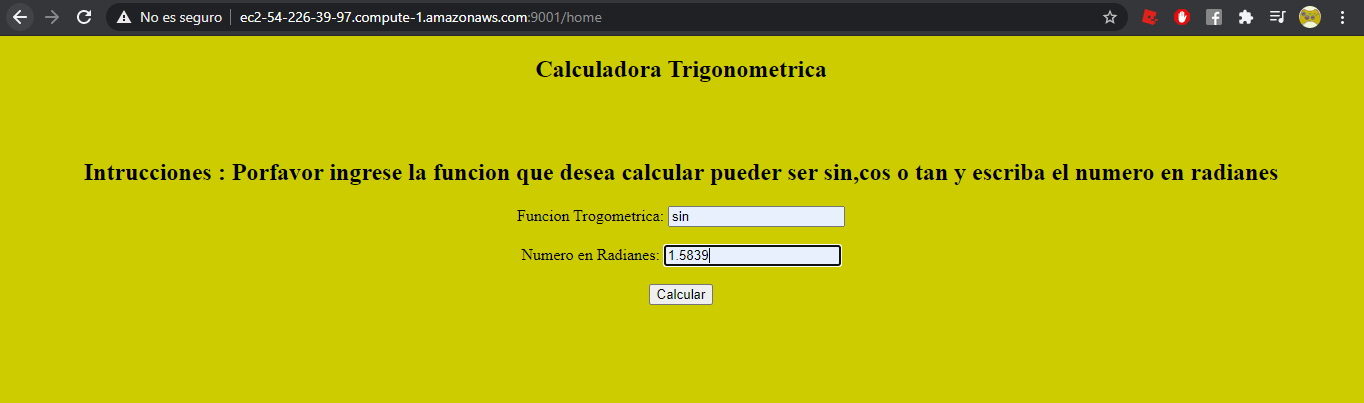 No es seguro ec2-54-226-39-97.compute-1.amazonaws.com:9001/home
Calculadora Trigonometrica
Intrucciones : Porfavor ingrese la funcion que desea calcular pueder ser sin,cos o tan y escriba el numero en radianes
Funcion Trogometrica: sin
Numero en Radianes: 1.5839
Calcular